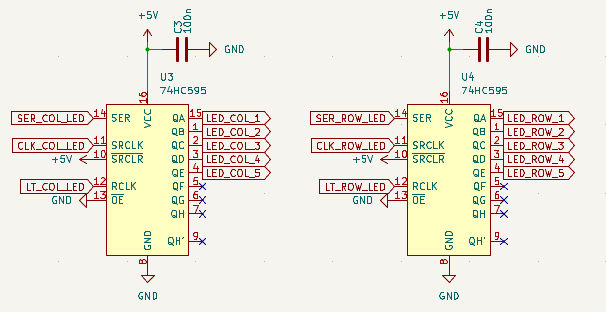 +5V
C3
100n
GND
U3
74HC595
16
VCC
SER_COL_LED 14 SER QA 15 LED_COL_1
QB 1 LED_COL_2
CLK_COL_LED 11 SRCLK QC 2 LED_COL_3
+5V 10 SRCLR QD 3 LED_COL_4
QE 4 LED_COL_5
LT_COL_LED 12 RCLK QF 5
GND 13 OE QG 6
QH 7
GND QH' 9
8
GND
+5V
C4
100n
GND
U4
74HC595
16
VCC
SER_ROW_LED 14 SER QA 15 LED_ROW_1
QB 1 LED_ROW_2
CLK_ROW_LED 11 SRCLK QC 2 LED_ROW_3
+5V 10 SRCLR QD 3 LED_ROW_4
QE 4 LED_ROW_5
LT_ROW_LED 12 RCLK QF 5
GND 13 OE QG 6
QH 7
GND QH' 9
8
GND